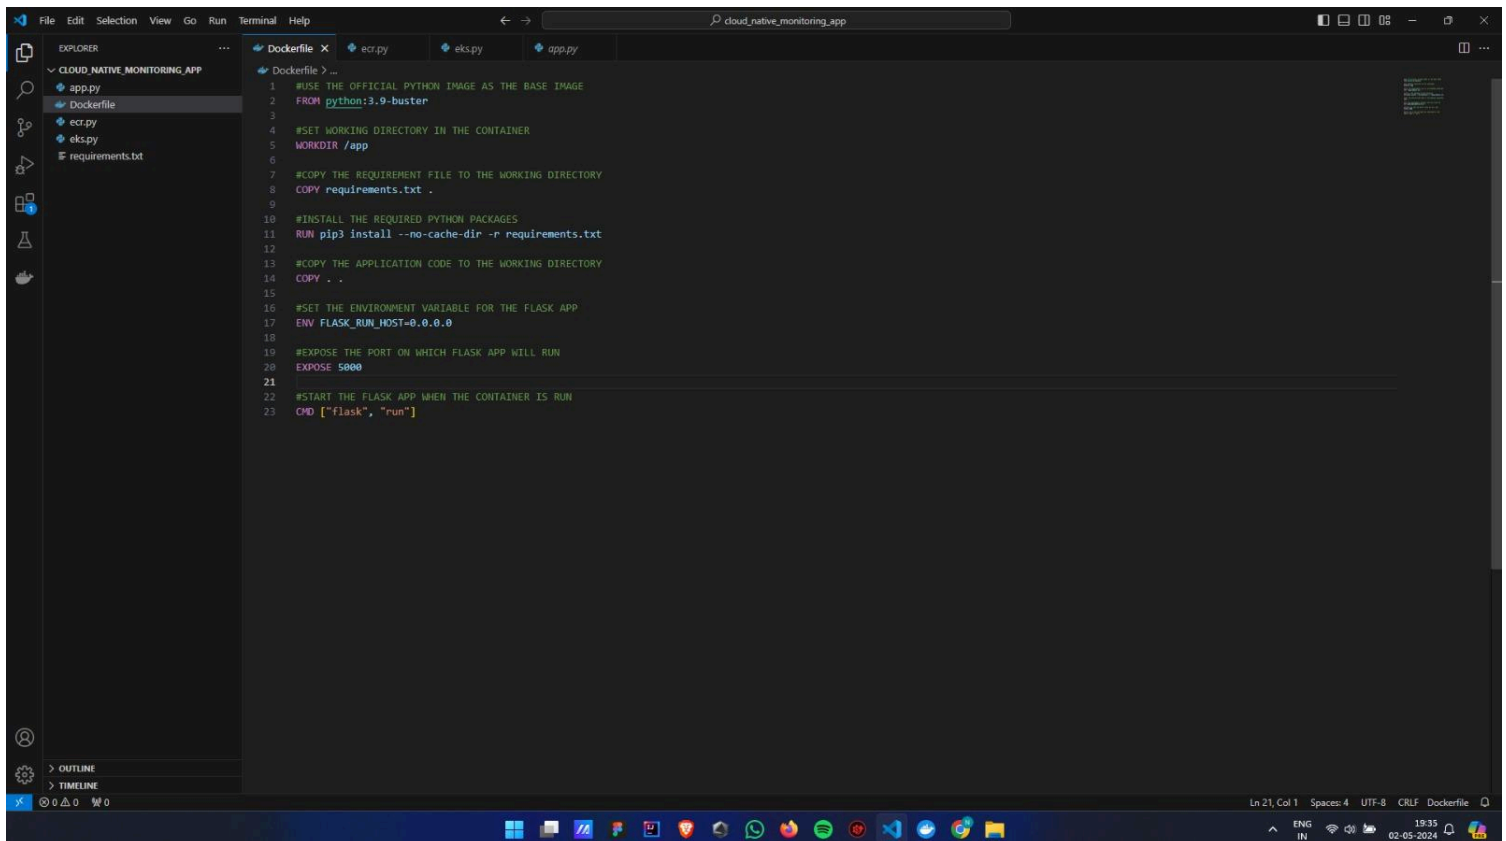 File Edit Selection View Go Run Terminal Help
cloud_native_monitoring_app
EXPLORER
CLOUD_NATIVE_MONITORING_APP
app.py
Dockerfile
ecr.py
eks.py
requirements.txt
OUTLINE
TIMELINE
1
Dockerfile ecr.py eks.py app.py
Dockerfile > ...
1 #USE THE OFFICIAL PYTHON IMAGE AS THE BASE IMAGE
2 FROM python:3.9-buster
3
4 #SET WORKING DIRECTORY IN THE CONTAINER
5 WORKDIR /app
6
7 #COPY THE REQUIREMENT FILE TO THE WORKING DIRECTORY
8 COPY requirements.txt .
9
10 #INSTALL THE REQUIRED PYTHON PACKAGES
11 RUN pip3 install --no-cache-dir -r requirements.txt
12
13 #COPY THE APPLICATION CODE TO THE WORKING DIRECTORY
14 COPY . .
15
16 #SET THE ENVIRONMENT VARIABLE FOR THE FLASK APP
17 ENV FLASK_RUN_HOST=0.0.0.0
18
19 #EXPOSE THE PORT ON WHICH FLASK APP WILL RUN
20 EXPOSE 5000
21
22 #START THE FLASK APP WHEN THE CONTAINER IS RUN
23 CMD ["flask", "run"]
0 0 0
Ln 21, Col 1 Spaces: 4 UTF-8 CRLF Dockerfile
ENG
IN
19:35
02-05-2024